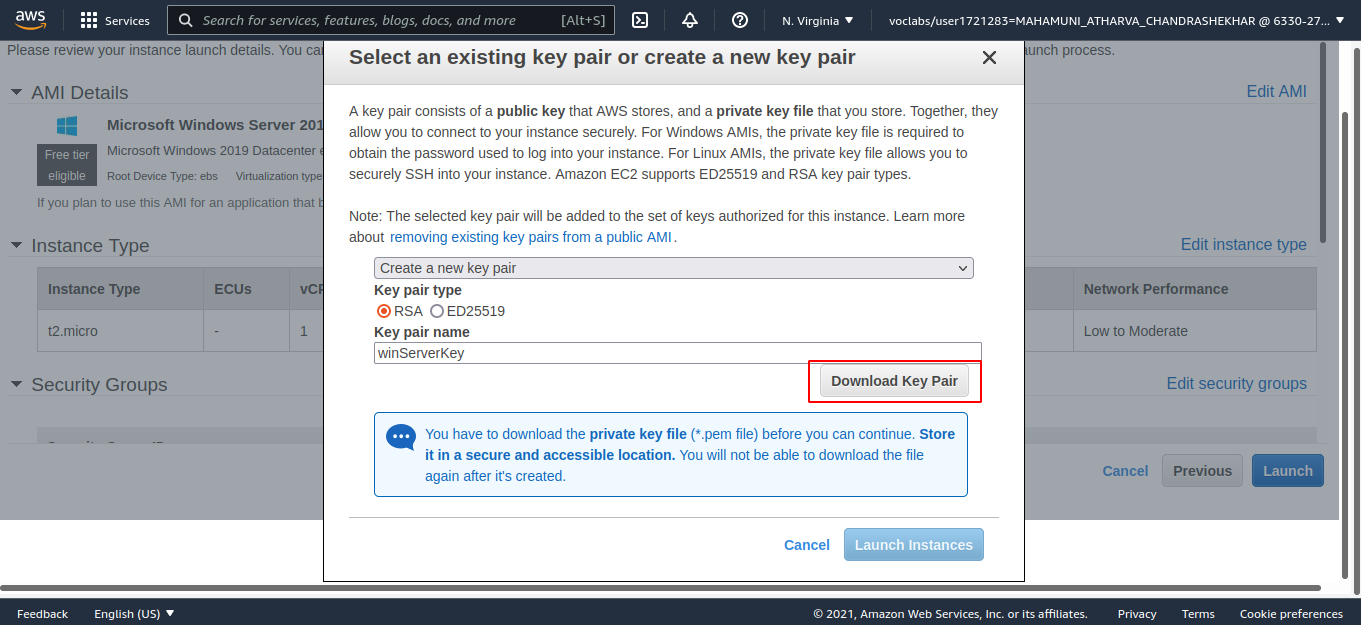 aws
Services
Search for services, features, blogs, docs, and more
[Alt+S]
N. Virginia
voclabs/user1721283=MAHAMUNI_ATHARVA_CHANDRASHEKHAR @ 6330-27...
Please review your instance launch details. You ca
unch process.
AMI Details
Edit AMI
Microsoft Windows Server 201
Free tier
eligible
Microsoft Windows 2019 Datacenter e
Root Device Type: ebs
Virtualization type
If you plan to use this AMI for an application that b
Instance Type
Edit instance type
Instance Type
ECUs
vCP
Network Performance
t2.micro
-
1
Low to Moderate
Security Groups
Edit security groups
Cancel
Previous
Launch
Select an existing key pair or create a new key pair
A key pair consists of a public key that AWS stores, and a private key file that you store. Together, they
allow you to connect to your instance securely. For Windows AMIs, the private key file is required to
obtain the password used to log into your instance. For Linux AMIs, the private key file allows you to
securely SSH into your instance. Amazon EC2 supports ED25519 and RSA key pair types.
Note: The selected key pair will be added to the set of keys authorized for this instance. Learn more
about removing existing key pairs from a public AMI.
Create a new key pair
Key pair type
RSA
ED25519
Key pair name
winServerKey
Download Key Pair
You have to download the private key file (*.pem file) before you can continue. Store
it in a secure and accessible location. You will not be able to download the file
again after it's created.
Cancel
Launch Instances
Feedback
English (US)
© 2021, Amazon Web Services, Inc. or its affiliates.
Privacy
Terms
Cookie preferences